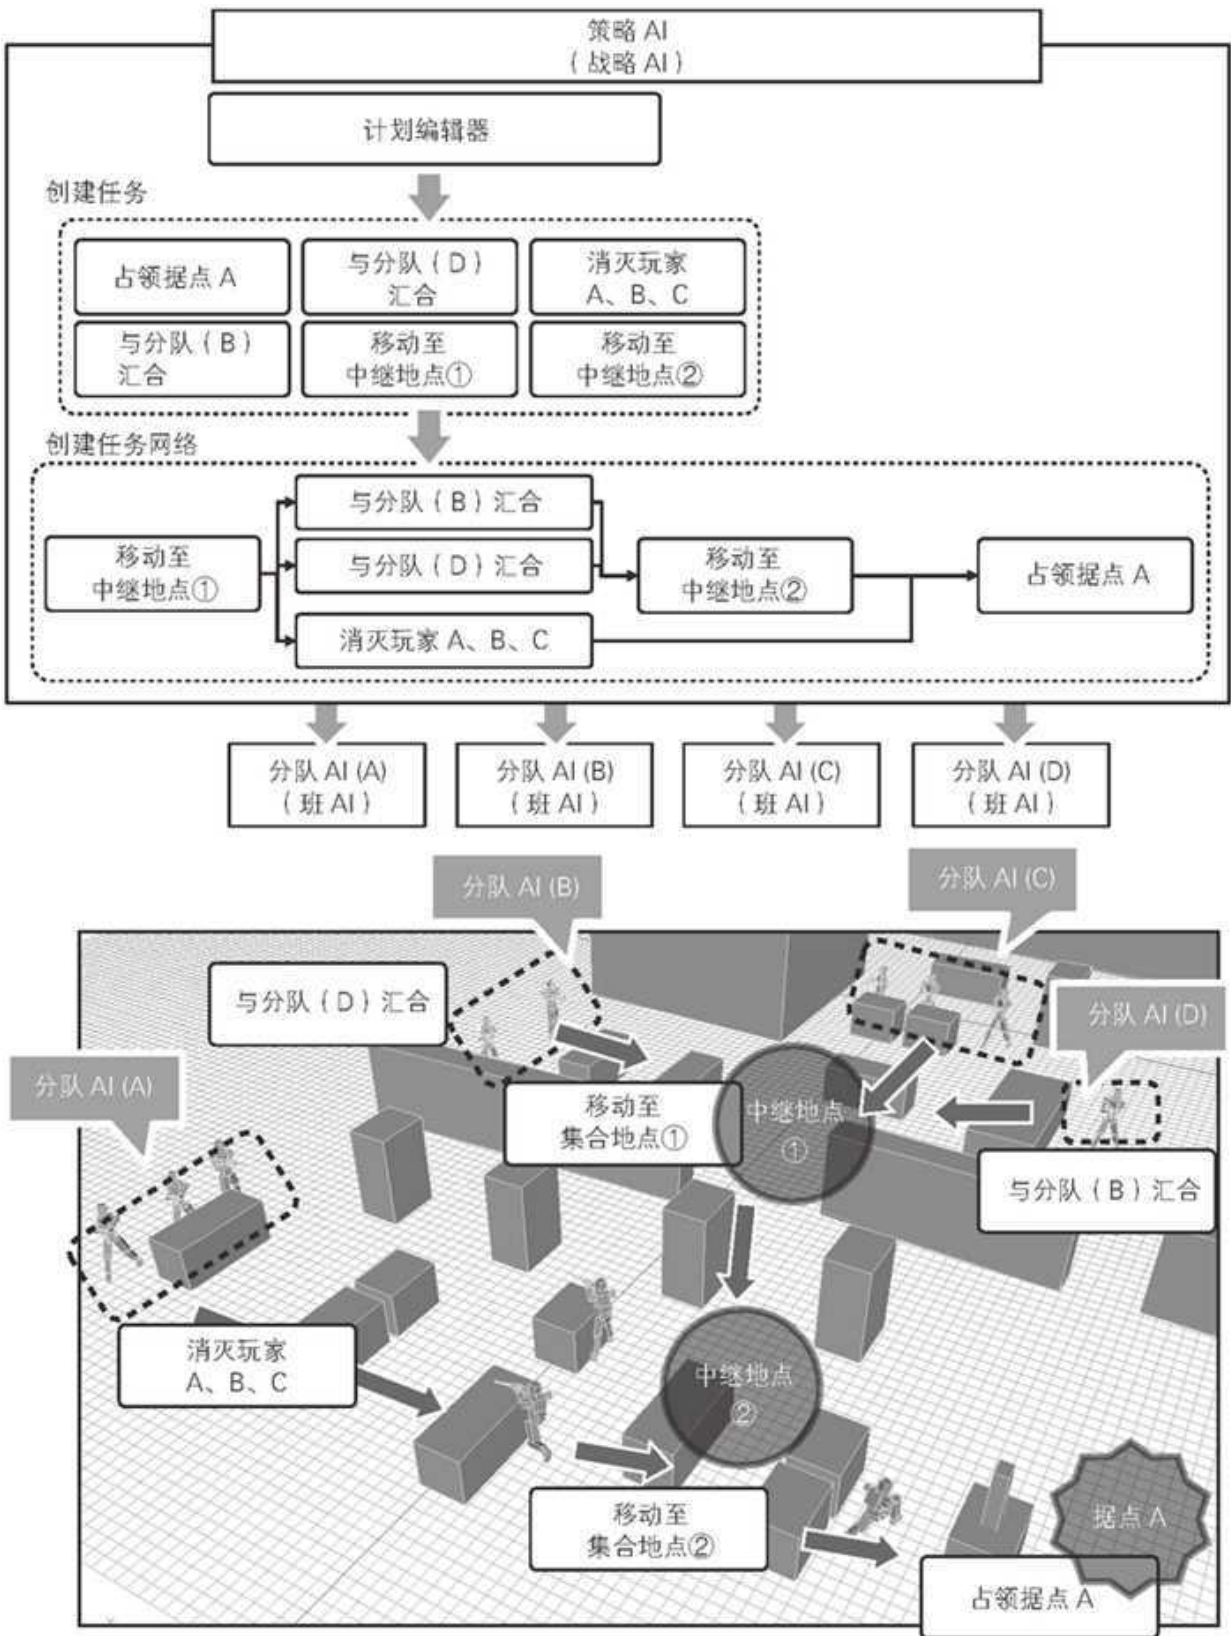 策略 AI
（战略 AI）
计划编辑器
创建任务
占领据点 A
与分队（D）
汇合
消灭玩家
A、B、C
与分队（B）
汇合
移动至
中继地点①
移动至
中继地点②
创建任务网络
移动至
中继地点①
与分队（B）汇合
与分队（D）汇合
消灭玩家 A、B、C
移动至
中继地点②
占领据点 A
分队 AI (A)
（班 AI）
分队 AI (B)
（班 AI）
分队 AI (C)
（班 AI）
分队 AI (D)
（班 AI）
分队 AI (B)
分队 AI (C)
与分队（D）汇合
分队 AI (D)
分队 AI (A)
移动至
集合地点①
中继地点
①
与分队（B）汇合
消灭玩家
A、B、C
中继地点
②
移动至
集合地点②
据点 A
占领据点 A